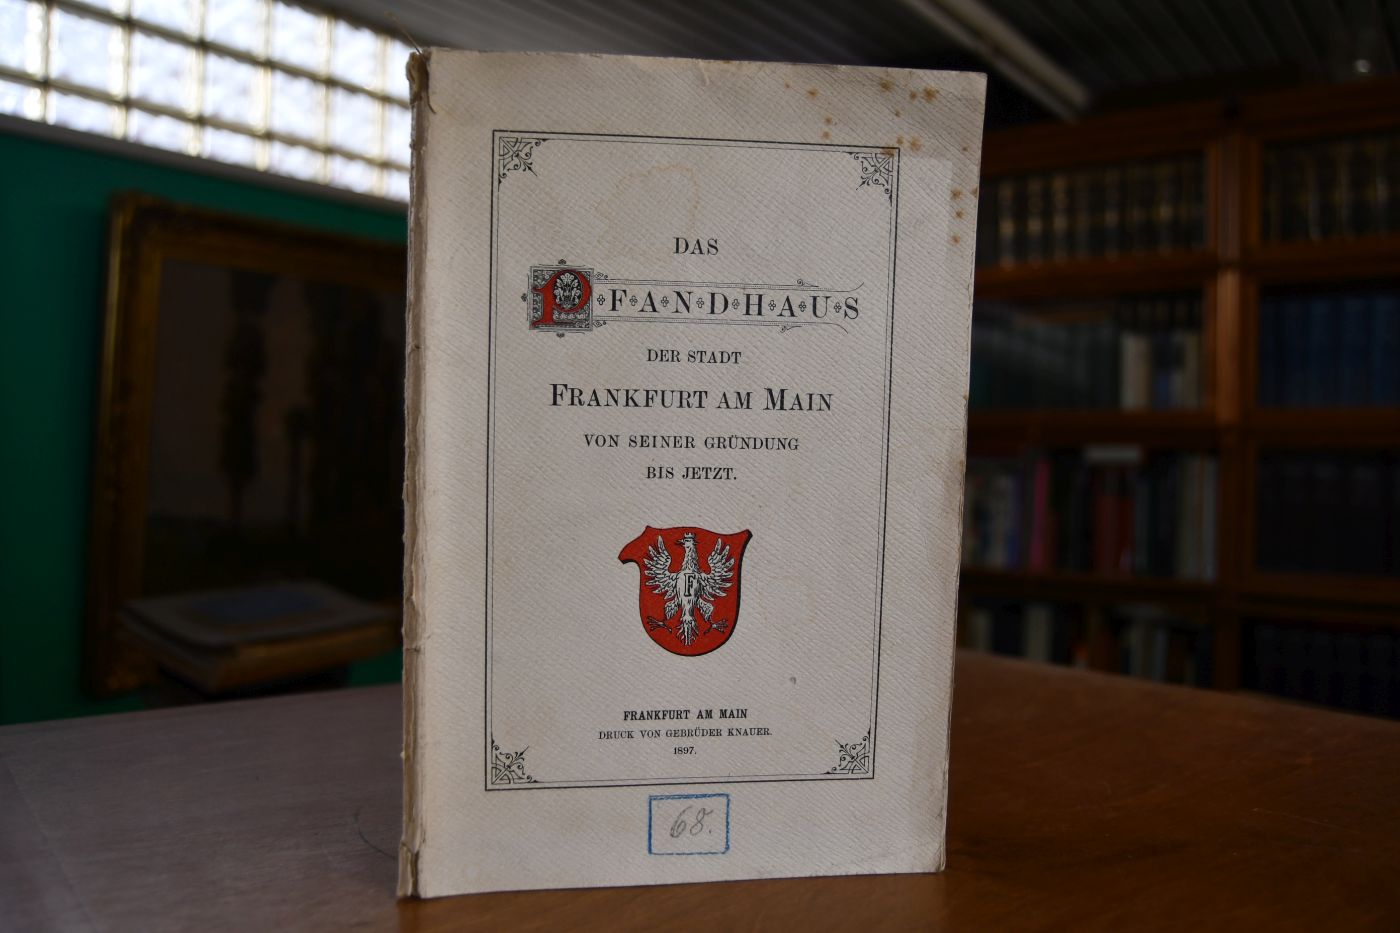 DAS
PFANDHAUS
DER STADT
FRANKFURT AM MAIN
VON SEINER GRÜNDUNG
BIS JETZT.
F
FRANKFURT AM MAIN
DRUCK VON GEBRÜDER KNAUER.
1897.
68.